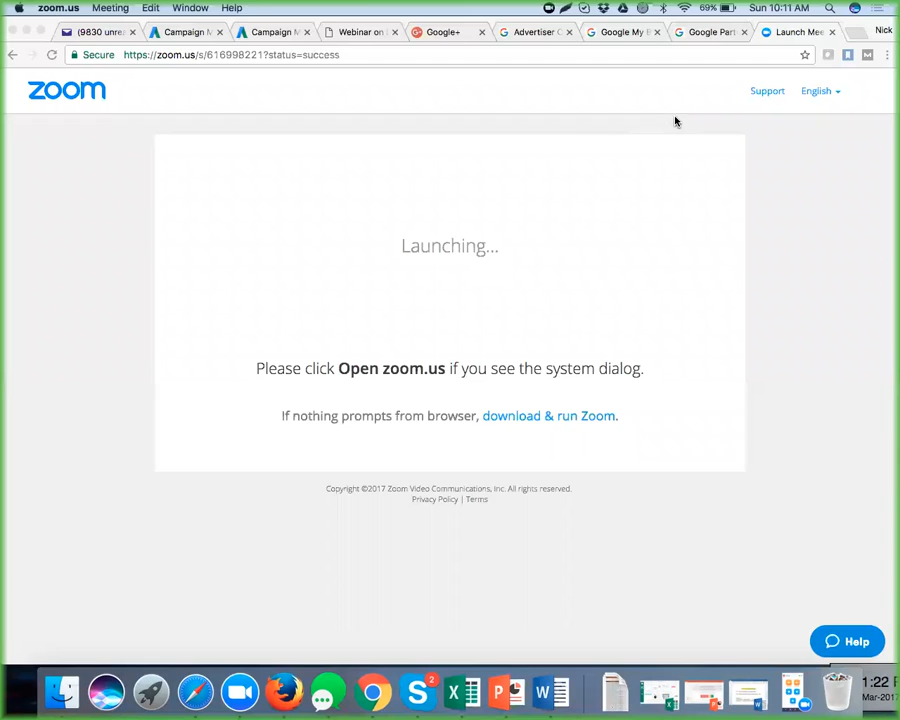 zoom.us Meeting Edit Window Help 69% Sun 10:11 AM
(9830 unre Campaign M Campaign M Webinar on Google+ Advertiser C Google My B Google Part Launch Mee Nick
Secure https://zoom.us/s/616998221?status=success
zoom Support English
Launching...
Please click Open zoom.us if you see the system dialog.
If nothing prompts from browser, download & run Zoom.
Copyright ©2017 Zoom Video Communications, Inc. All rights reserved.
Privacy Policy | Terms
Help
2
1:22
Mar-2017